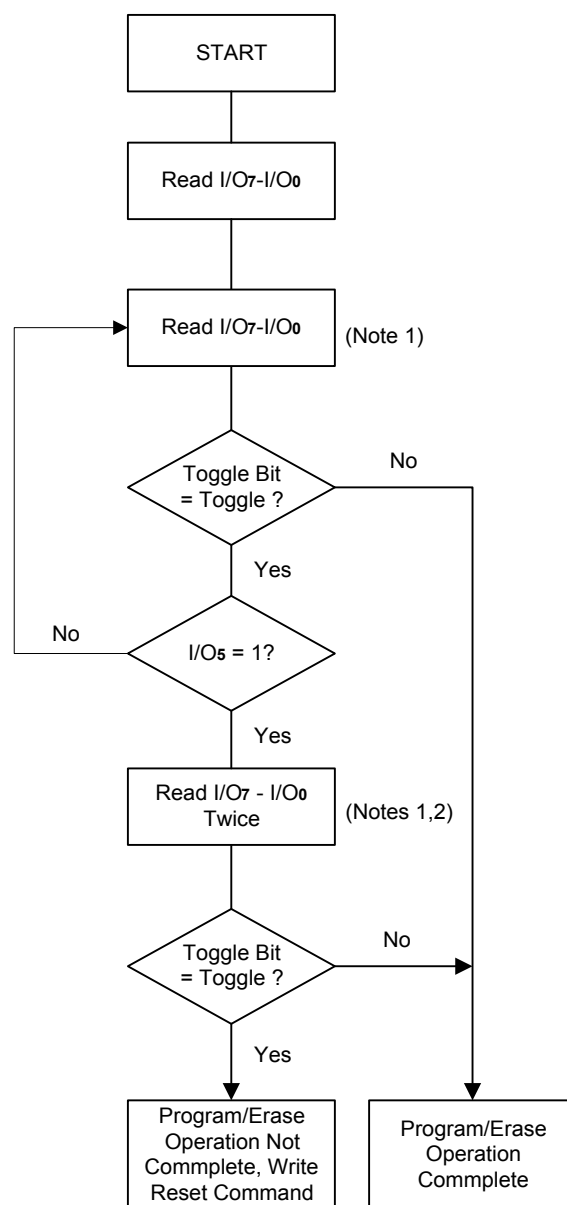 START
Read I/O7-I/O0
Read I/O7-I/O0
(Note 1)
Toggle Bit
= Toggle ?
No
Yes
No
I/O5 = 1?
Yes
Read I/O7 - I/O0
Twice
(Notes 1,2)
Toggle Bit
= Toggle ?
No
Yes
Program/Erase
Operation Not
Commplete, Write
Reset Command
Program/Erase
Operation
Commplete